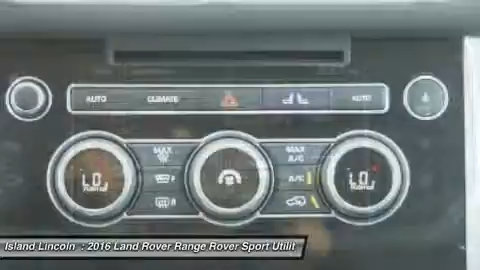 AUTO CLIMATE AUTO
MAX MAX
A/C
LO A/C LO
Island Lincoln : 2016 Land Rover Range Rover Sport Utilit